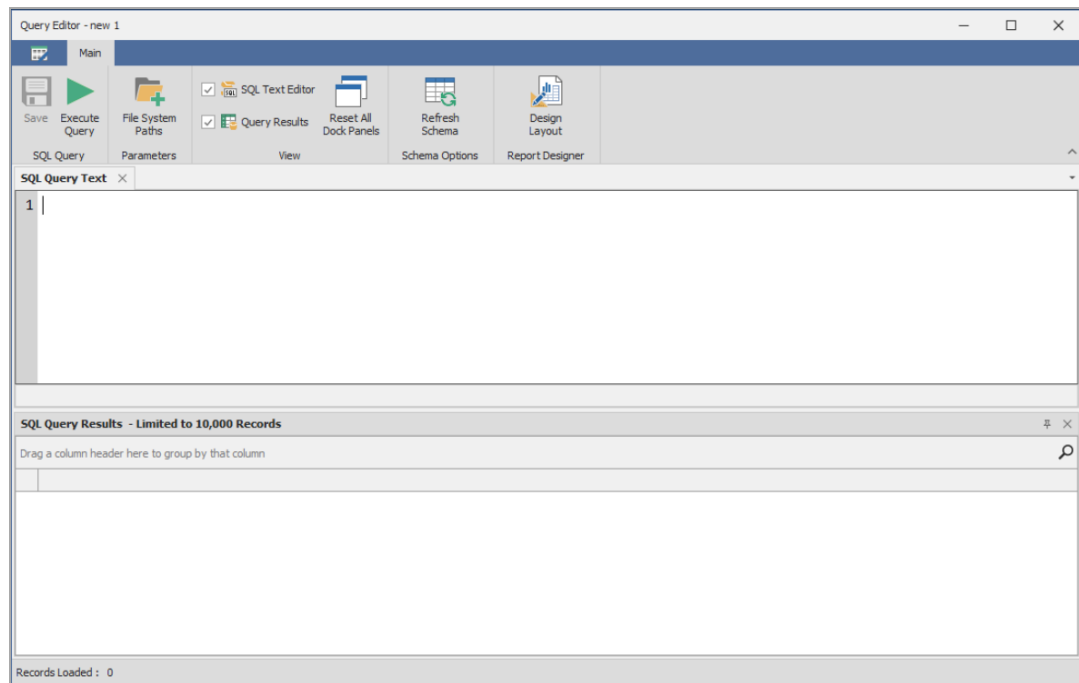 Query Editor - new 1
Main
Save
Execute
Query
File System
Paths
SQL Text Editor
Query Results
Reset All
Dock Panels
Refresh
Schema
Design
Layout
SQL Query
Parameters
View
Schema Options
Report Designer
SQL Query Text
1
SQL Query Results - Limited to 10,000 Records
Drag a column header here to group by that column
Records Loaded : 0